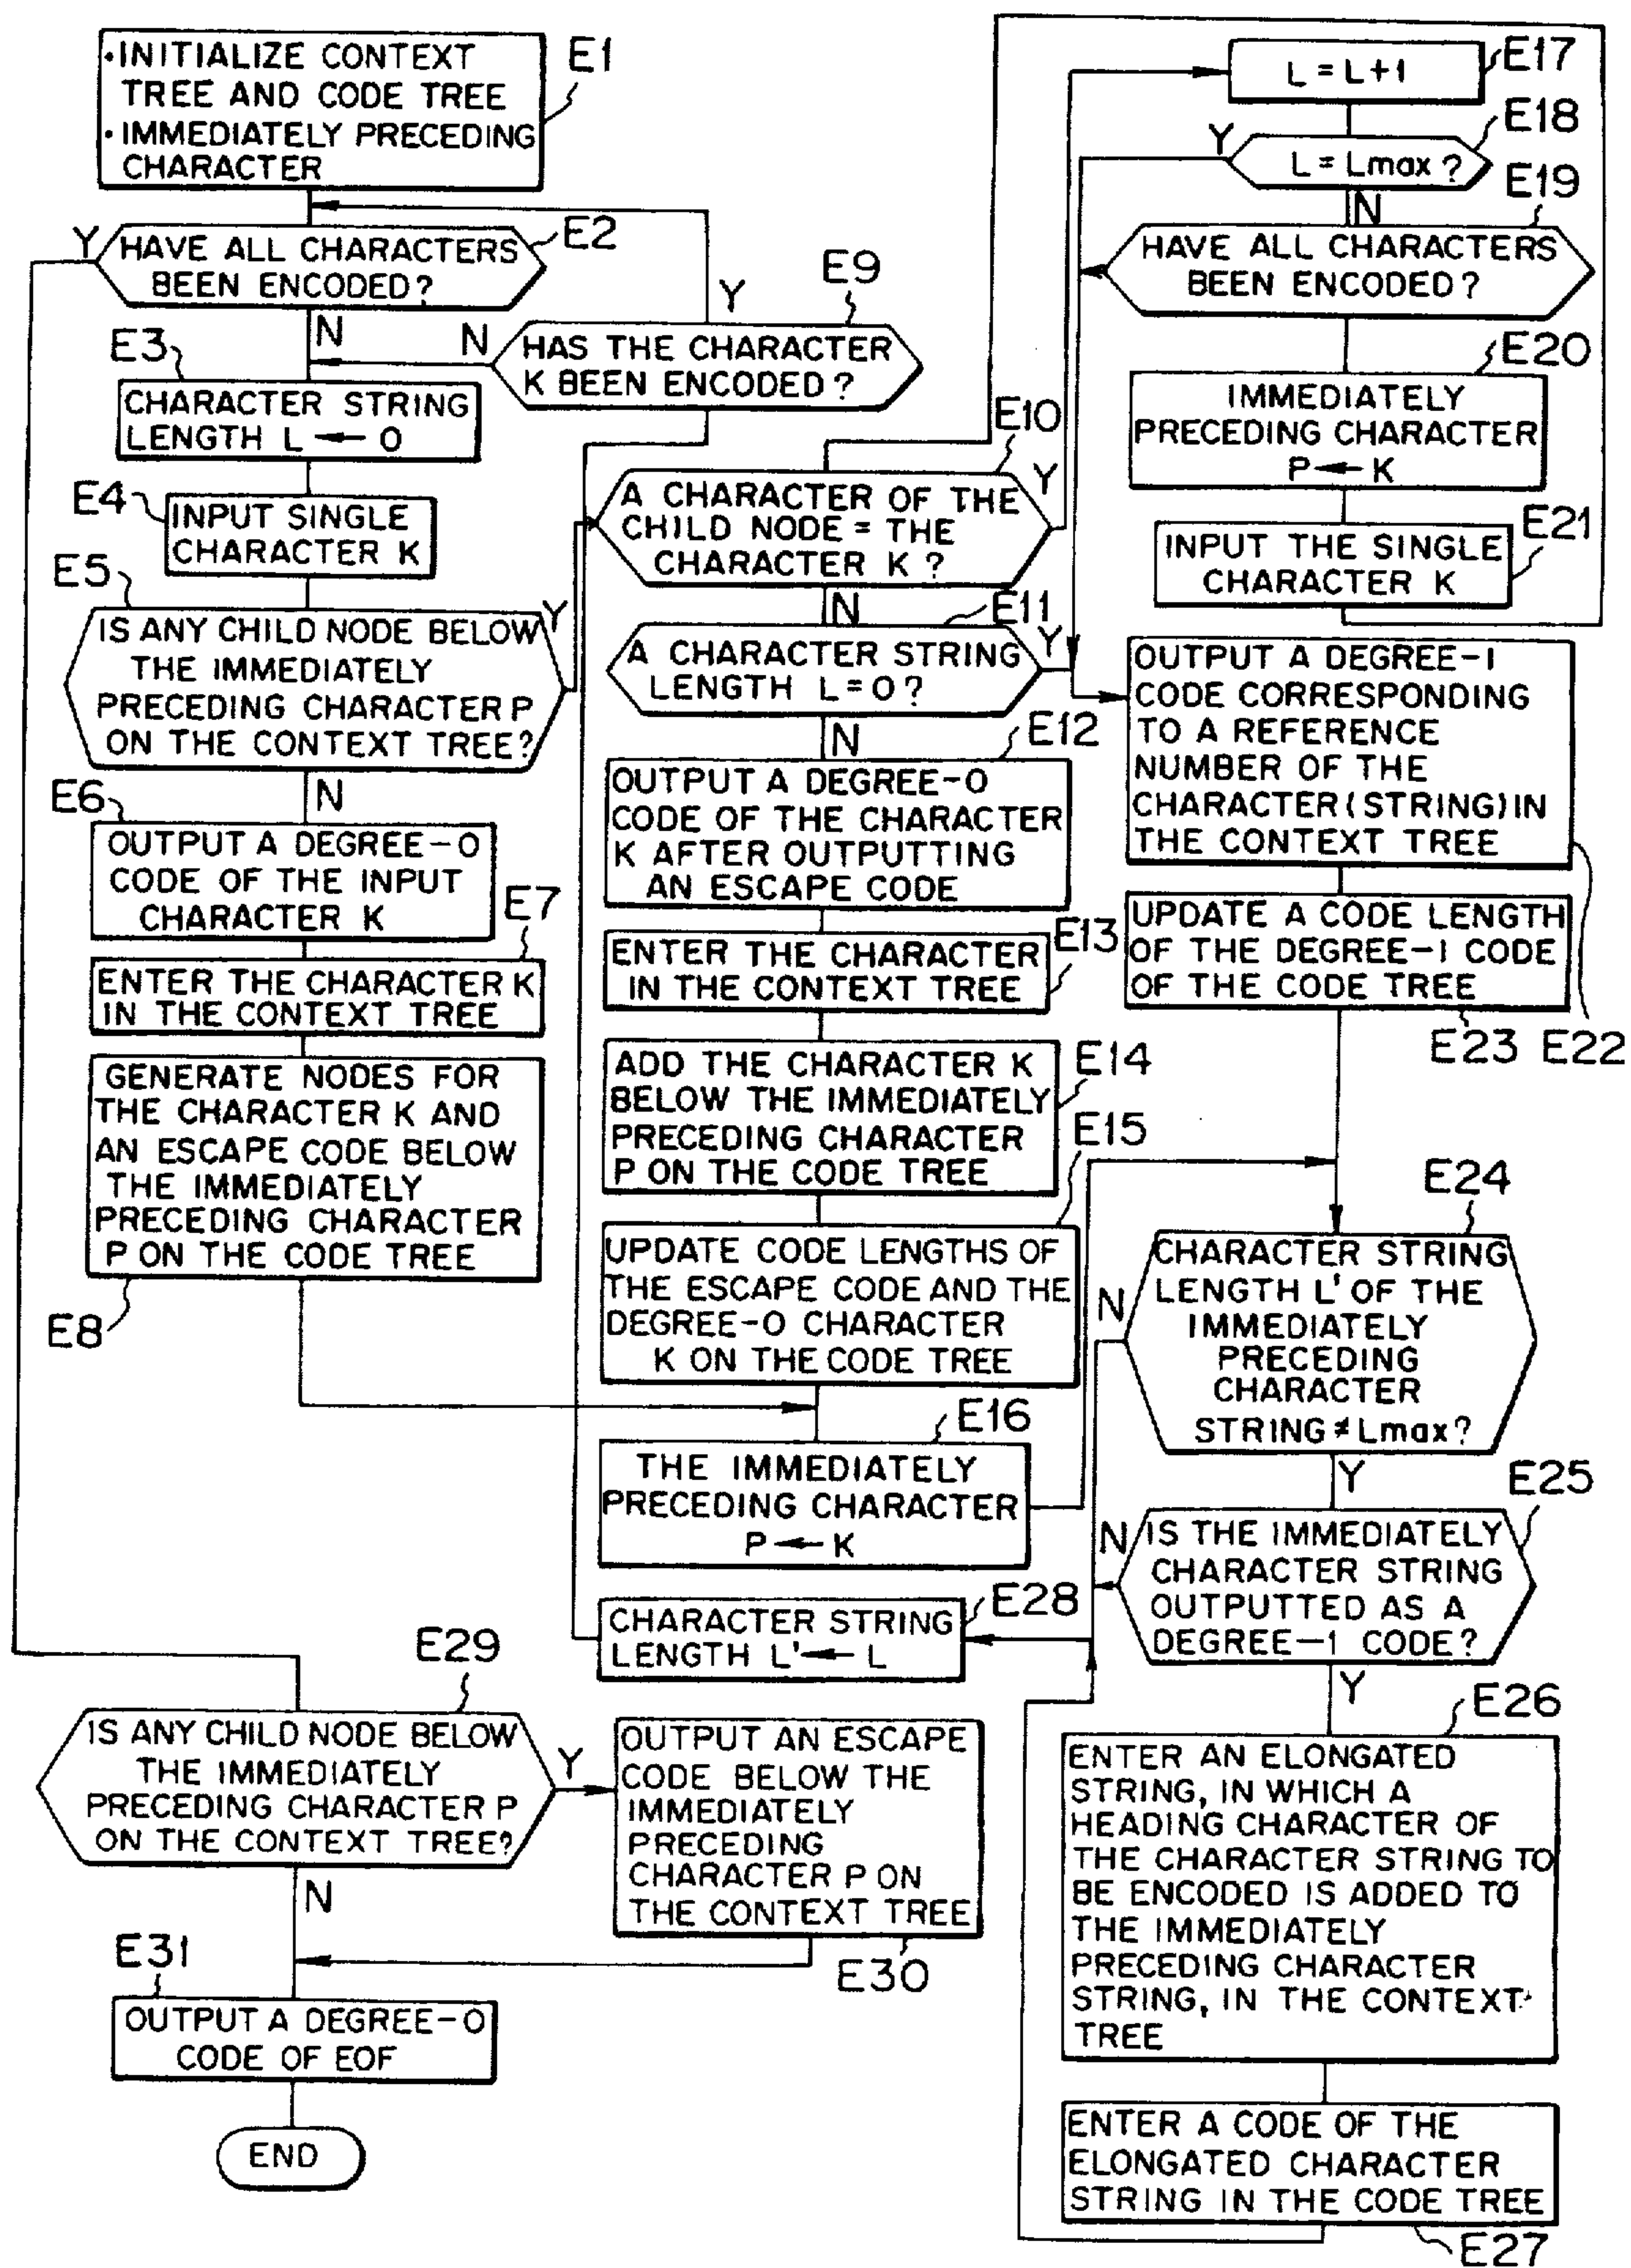 ·INITIALIZE CONTEXT
TREE AND CODE TREE
·IMMEDIATELY PRECEDING
CHARACTER
E1
HAVE ALL CHARACTERS
BEEN ENCODED?
E2
Y
N
E3
CHARACTER STRING
LENGTH L ← 0
E4
INPUT SINGLE
CHARACTER K
E5
IS ANY CHILD NODE BELOW
THE IMMEDIATELY
PRECEDING CHARACTER P
ON THE CONTEXT TREE?
Y
N
E6
OUTPUT A DEGREE-0
CODE OF THE INPUT
CHARACTER K
E7
ENTER THE CHARACTER K
IN THE CONTEXT TREE
GENERATE NODES FOR
THE CHARACTER K AND
AN ESCAPE CODE BELOW
THE IMMEDIATELY
PRECEDING CHARACTER
P ON THE CODE TREE
E8
E9
Y
N
HAS THE CHARACTER
K BEEN ENCODED?
E10
A CHARACTER OF THE
CHILD NODE = THE
CHARACTER K?
Y
N
E11
A CHARACTER STRING
LENGTH L=0?
Y
N
E12
OUTPUT A DEGREE-0
CODE OF THE CHARACTER
K AFTER OUTPUTTING
AN ESCAPE CODE
E13
ENTER THE CHARACTER
IN THE CONTEXT TREE
E14
ADD THE CHARACTER K
BELOW THE IMMEDIATELY
PRECEDING CHARACTER
P ON THE CODE TREE
E15
UPDATE CODE LENGTHS OF
THE ESCAPE CODE AND THE
DEGREE-0 CHARACTER
K ON THE CODE TREE
E16
THE IMMEDIATELY
PRECEDING CHARACTER
P ← K
E17
L = L+1
E18
L = Lmax?
Y
N
E19
HAVE ALL CHARACTERS
BEEN ENCODED?
E20
IMMEDIATELY
PRECEDING CHARACTER
P ← K
E21
INPUT THE SINGLE
CHARACTER K
OUTPUT A DEGREE-1
CODE CORRESPONDING
TO A REFERENCE
NUMBER OF THE
CHARACTER (STRING) IN
THE CONTEXT TREE
E22
UPDATE A CODE LENGTH
OF THE DEGREE-1 CODE
OF THE CODE TREE
E23
E24
CHARACTER STRING
LENGTH L' OF THE
IMMEDIATELY
PRECEDING
CHARACTER
STRING ≠ Lmax?
N
Y
E25
IS THE IMMEDIATELY
CHARACTER STRING
OUTPUTTED AS A
DEGREE-1 CODE?
N
Y
E26
ENTER AN ELONGATED
STRING, IN WHICH A
HEADING CHARACTER OF
THE CHARACTER STRING TO
BE ENCODED IS ADDED TO
THE IMMEDIATELY
PRECEDING CHARACTER
STRING, IN THE CONTEXT
TREE
ENTER A CODE OF THE
ELONGATED CHARACTER
STRING IN THE CODE TREE
E27
E28
CHARACTER STRING
LENGTH L' ← L
E29
IS ANY CHILD NODE BELOW
THE IMMEDIATELY
PRECEDING CHARACTER P
ON THE CONTEXT TREE?
Y
N
OUTPUT AN ESCAPE
CODE BELOW THE
IMMEDIATELY
PRECEDING
CHARACTER P ON
THE CONTEXT TREE
E30
E31
OUTPUT A DEGREE-0
CODE OF EOF
END